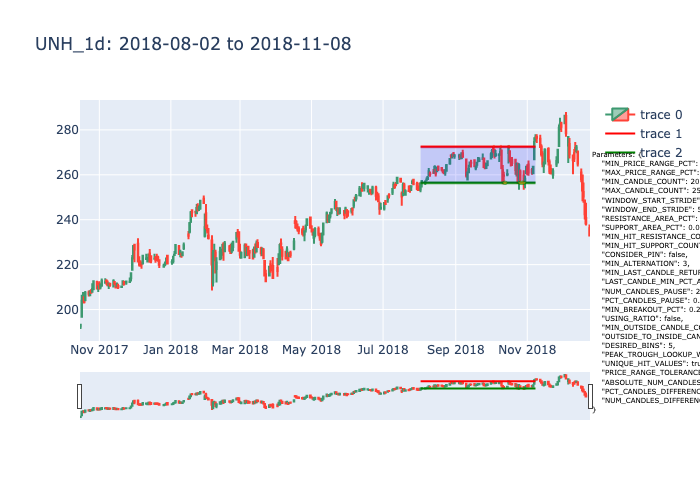 UNH_1d: 2018-08-02 to 2018-11-08
280
260
240
220
200
Nov 2017
Jan 2018
Mar 2018
May 2018
Jul 2018
Sep 2018
Nov 2018
trace 0
trace 1
trace 2
Parameters: {
"MIN_PRICE_RANGE_PCT":
"MAX_PRICE_RANGE_PCT":
"MIN_CANDLE_COUNT": 20
"MAX_CANDLE_COUNT": 25
"WINDOW_START_STRIDE"
"WINDOW_END_STRIDE": 5
"RESISTANCE_AREA_PCT":
"SUPPORT_AREA_PCT": 0.0
"MIN_HIT_RESISTANCE_CO
"MIN_HIT_SUPPORT_COUN
"CONSIDER_PIN": false,
"MIN_ALTERNATION": 3,
"MIN_LAST_CANDLE_RETUR
"LAST_CANDLE_MIN_PCT_A
"NUM_CANDLES_PAUSE": 2
"PCT_CANDLES_PAUSE": 0.
"MIN_BREAKOUT_PCT": 0.2
"USING_RATIO": false,
"MIN_OUTSIDE_CANDLE_CO
"OUTSIDE_TO_INSIDE_CAN
"DESIRED_BINS": 5,
"PEAK_TROUGH_LOOKUP_W
"UNIQUE_HIT_VALUES": tru
"PRICE_RANGE_TOLERANC
"ABSOLUTE_NUM_CANDLES
"PCT_CANDLES_DIFFERENC
"NUM_CANDLES_DIFFEREN
}